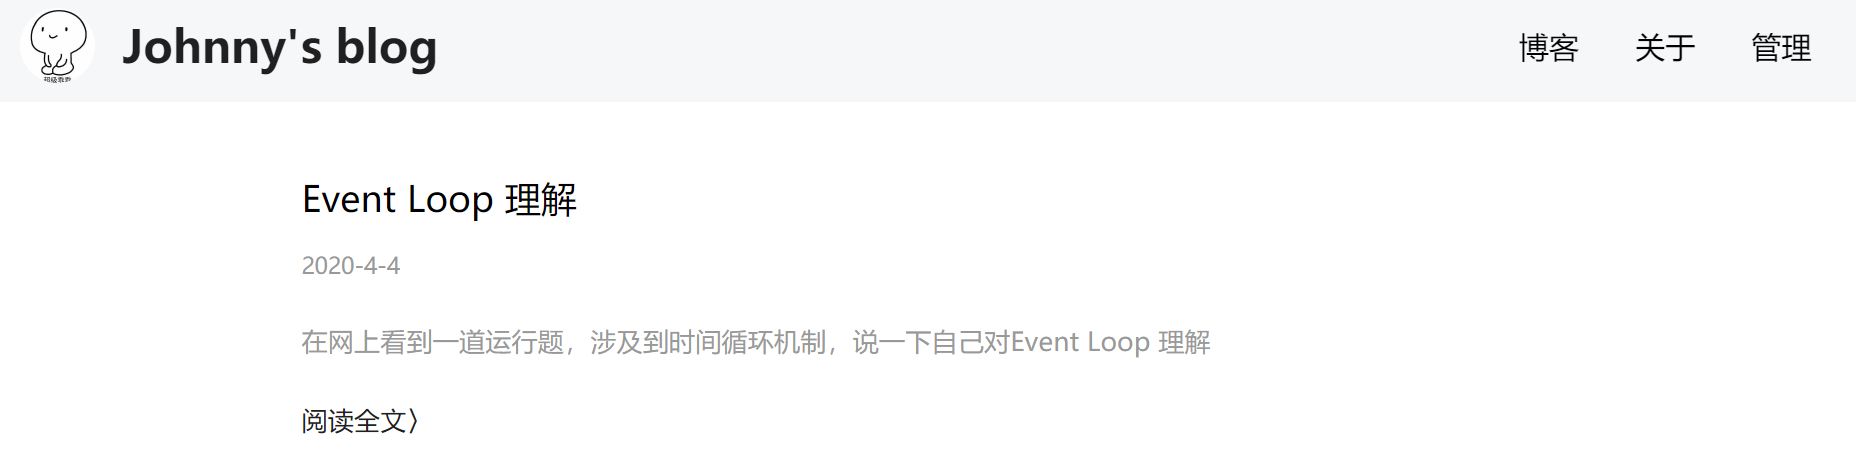 Johnny's blog
博客 关于 管理
Event Loop 理解
2020-4-4
在网上看到一道运行题，涉及到时间循环机制，说一下自己对Event Loop 理解
阅读全文〉